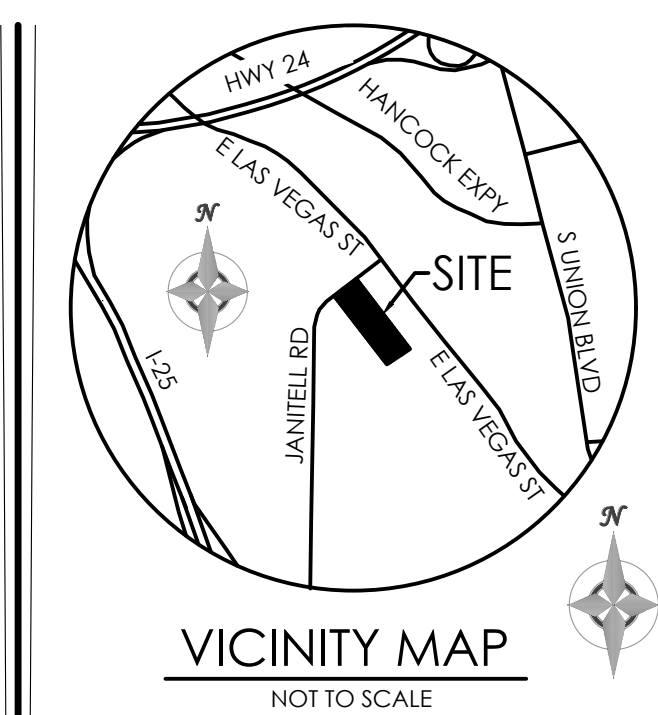 HWY 24
HANCOCK EXPY
E LAS VEGAS ST
N
SITE
S UNION BLVD
I-25
JANITELL RD
E LAS VEGAS ST
N
VICINITY MAP
NOT TO SCALE